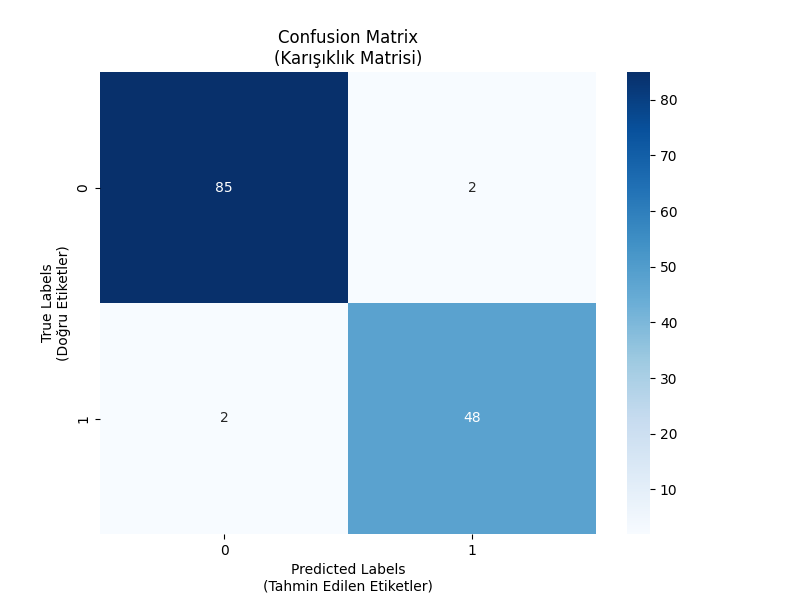 Confusion Matrix
(Karışıklık Matrisi)
85
2
2
48
0
1
True Labels
(Doğru Etiketler)
0
1
Predicted Labels
(Tahmin Edilen Etiketler)
80
70
60
50
40
30
20
10